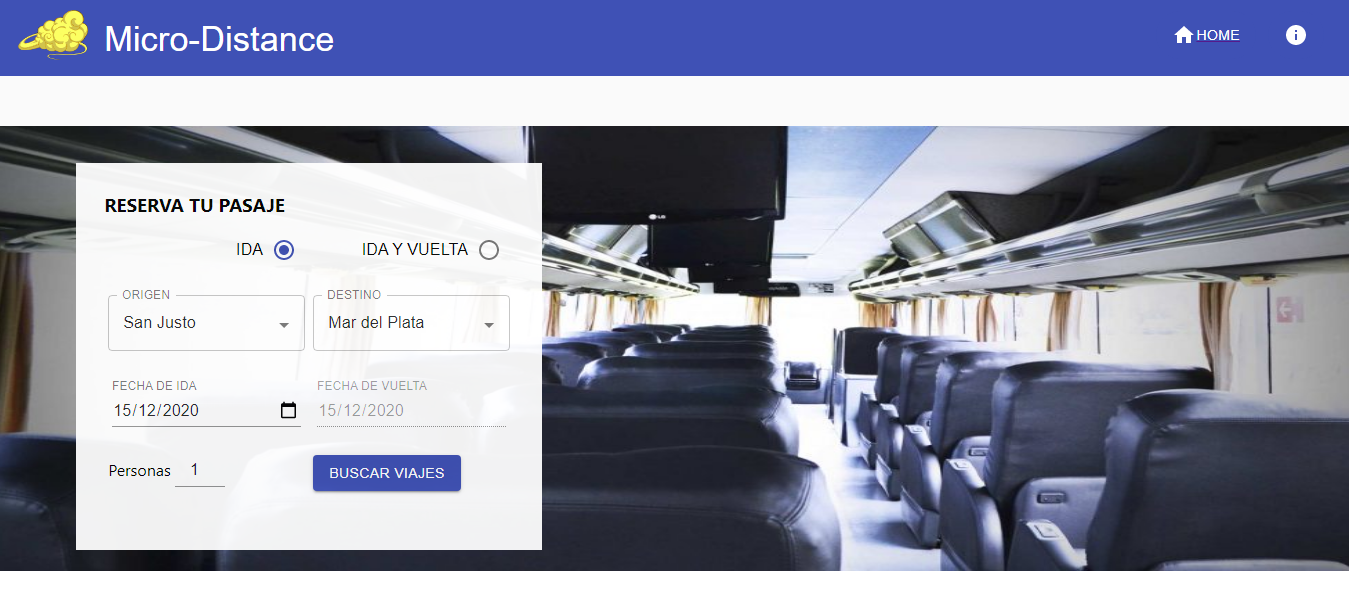 Micro-Distance
HOME
RESERVA TU PASAJE
IDA
IDA Y VUELTA
ORIGEN
DESTINO
San Justo
Mar del Plata
FECHA DE IDA
FECHA DE VUELTA
15/12/2020
15/12/2020
Personas 1
BUSCAR VIAJES
LG